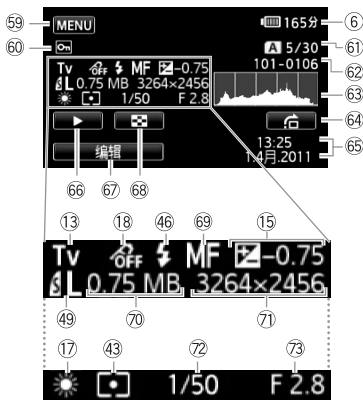 59 MENU 165分 6
60 A 5/30 61
101-0106 62
Tv OFF MF -0.75
L 0.75 MB 3264×2456 63
1/50 F 2.8
64
13:25
编辑 1.4月.2011 65
66 67 68
13 18 46 69 15
Tv OFF MF -0.75
L 0.75 MB 3264×2456
49 70 71
17 43 72 73
1/50 F 2.8